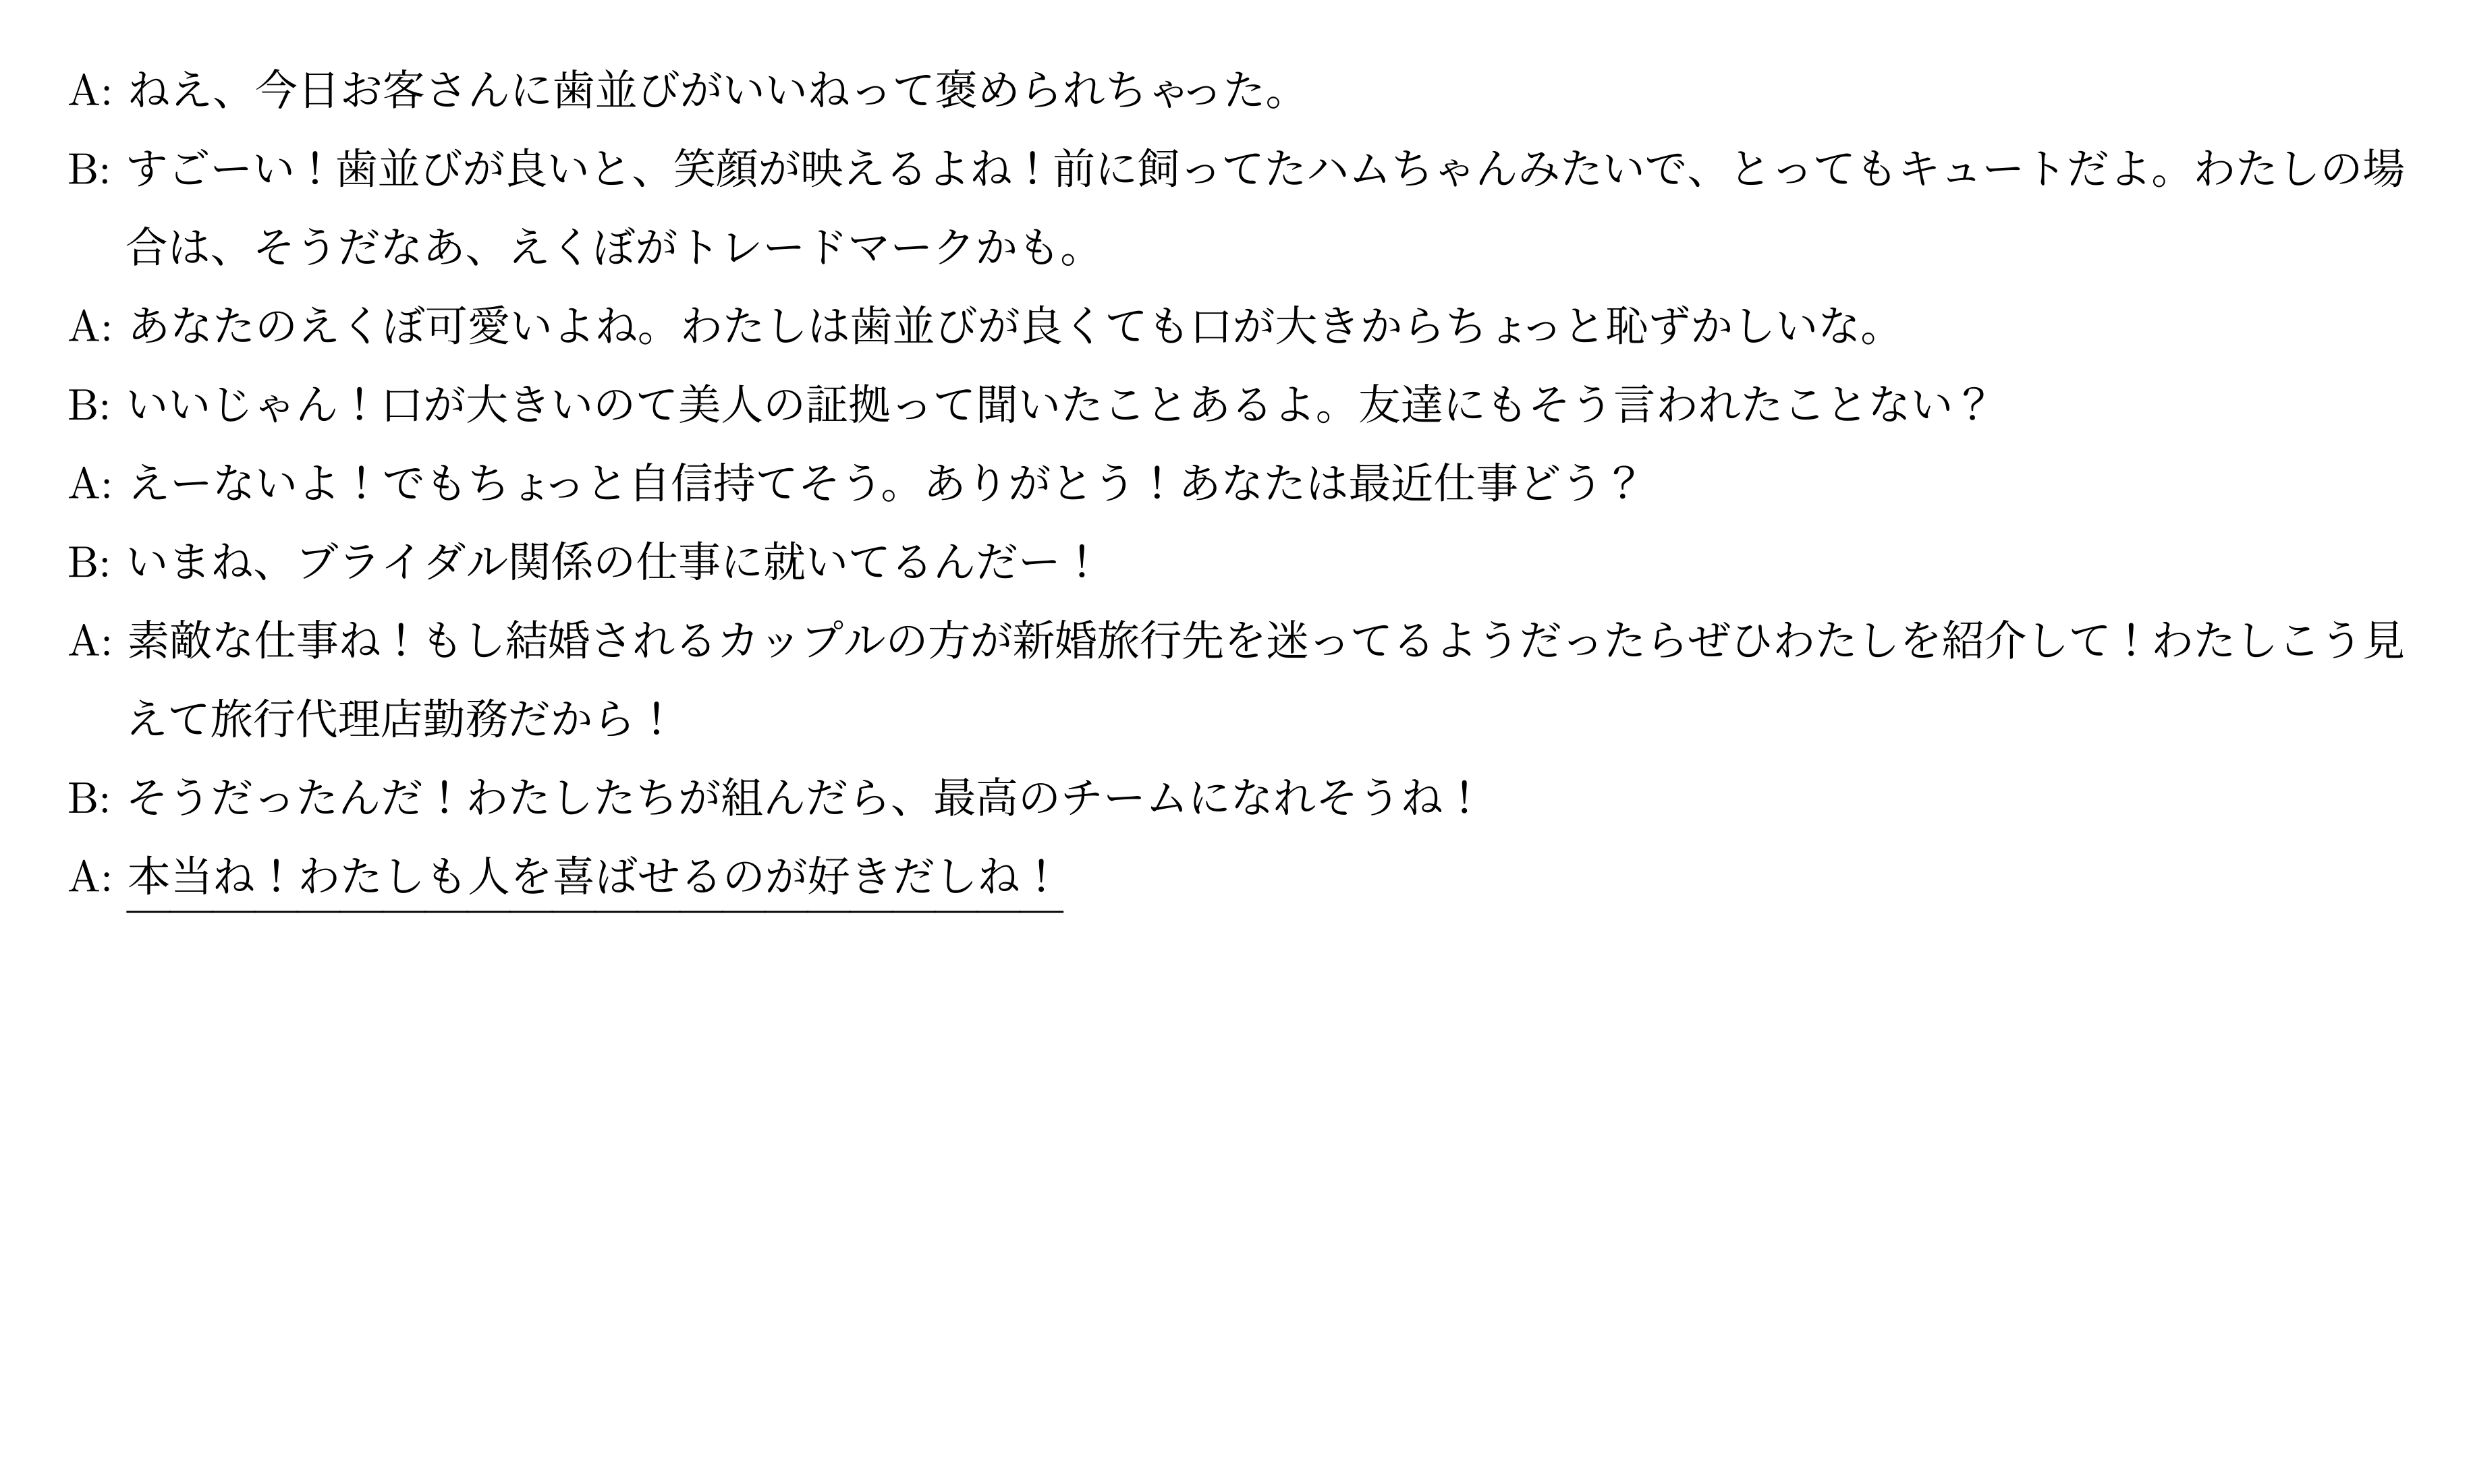 A: ねえ、今日お客さんに歯並びがいいねって褒められちゃった。
B: すごーい！歯並びが良いと、笑顔が映えるよね！前に飼ってたハムちゃんみたいで、とってもキュートだよ。わたしの場
合は、そうだなあ、えくぼがトレードマークかも。
A: あなたのえくぼ可愛いよね。わたしは歯並びが良くても口が大きからちょっと恥ずかしいな。
B: いいじゃん！口が大きいのて美人の証拠って聞いたことあるよ。友達にもそう言われたことない？
A: えーないよ！でもちょっと自信持てそう。ありがとう！あなたは最近仕事どう？
B: いまね、ブライダル関係の仕事に就いてるんだー！
A: 素敵な仕事ね！もし結婚されるカップルの方が新婚旅行先を迷ってるようだったらぜひわたしを紹介して！わたしこう見
えて旅行代理店勤務だから！
B: そうだったんだ！わたしたちが組んだら、最高のチームになれそうね！
A: 本当ね！わたしも人を喜ばせるのが好きだしね！